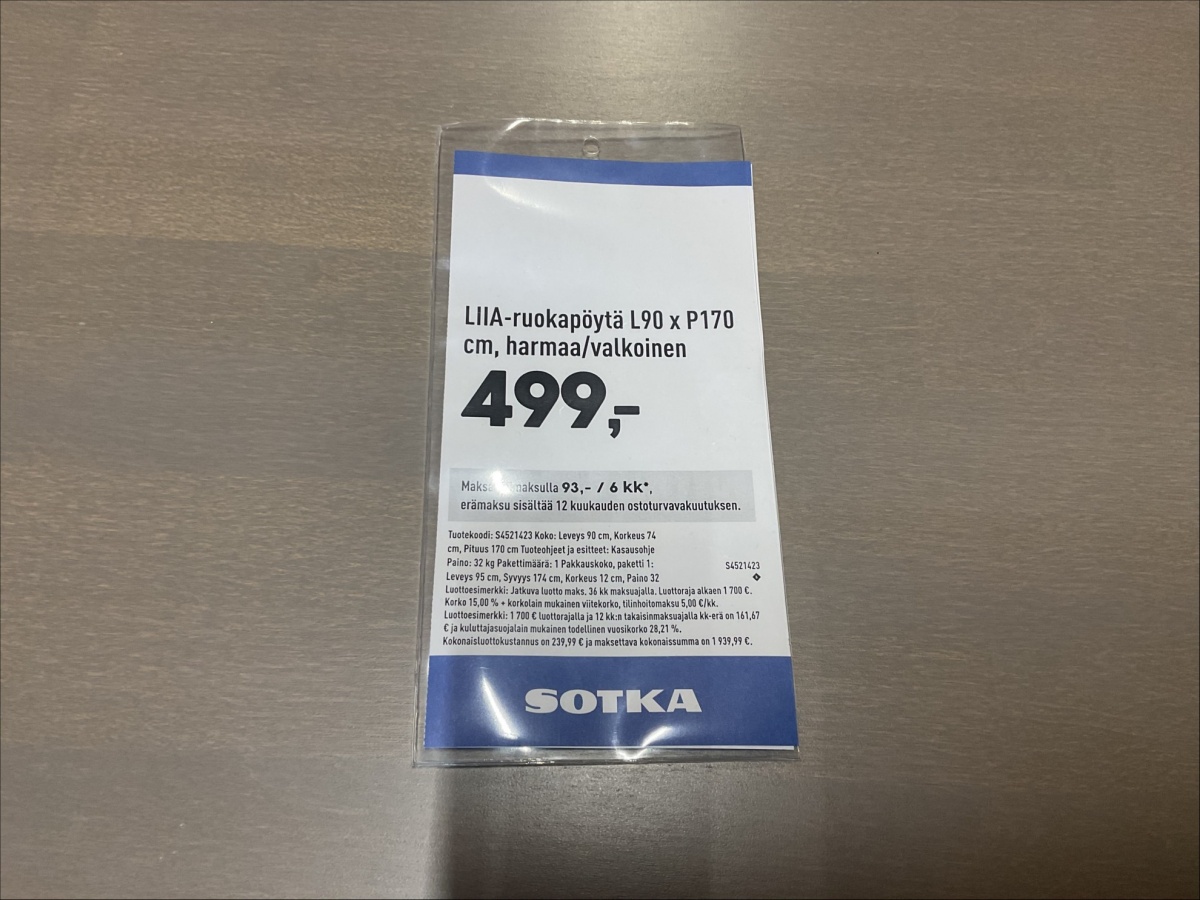 LIIA-ruokapöytä L90 x P170
cm, harmaa/valkoinen
499,-
93,- / 6 kk*,
erämaksu sisältää 12 kuukauden ostoturvavakuutuksen.
Tuotekoodi: S4521423 Koko: Leveys 90 cm, Korkeus 74
cm, Pituus 170 cm Tuoteohjeet ja esitteet: Kasausohje
Paino: 32 kg Pakettimäärä: 1 Pakkauskoko, paketti 1:
S4521423
Leveys 95 cm, Syvyys 174 cm, Korkeus 12 cm, Paino 32
Luottoesimerkki: Jatkuva luotto maks. 36 kk maksuajalla. Luottoraja alkaen 1 700 €.
Korko 15,00 % + korkolain mukainen viitekorko, tilinhoitomaksu 5,00 €/kk.
Luottoesimerkki: 1 700 € luottorajalla ja 12 kk:n takaisinmaksuajalla kk-erä on 161,67
€ ja kuluttajasuojalain mukainen todellinen vuosikorko 28,21 %.
Kokonaisluottokustannus on 239,99 € ja maksettava kokonaissumma on 1 939,99 €.
SOTKA